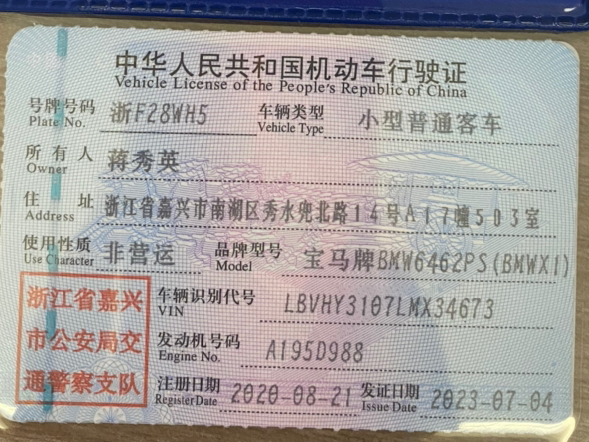 中华人民共和国机动车行驶证
Vehicle License of the People's Republic of China
号牌号码 浙F28WH5 车辆类型 小型普通客车
Plate No. Vehicle Type
所有人 蒋秀英
Owner
住址 浙江省嘉兴市南湖区秀水兜北路14号A17幢503室
Address
使用性质 非营运 品牌型号 宝马牌BMW6462PS(BMWX1)
Use Character Model
浙江省嘉兴 车辆识别代号 LBVHY3107LMX34673
VIN
市公安局交 发动机号码 A195D988
Engine No.
通警察支队 注册日期 2020-08-21 发证日期 2023-07-04
Register Date Issue Date